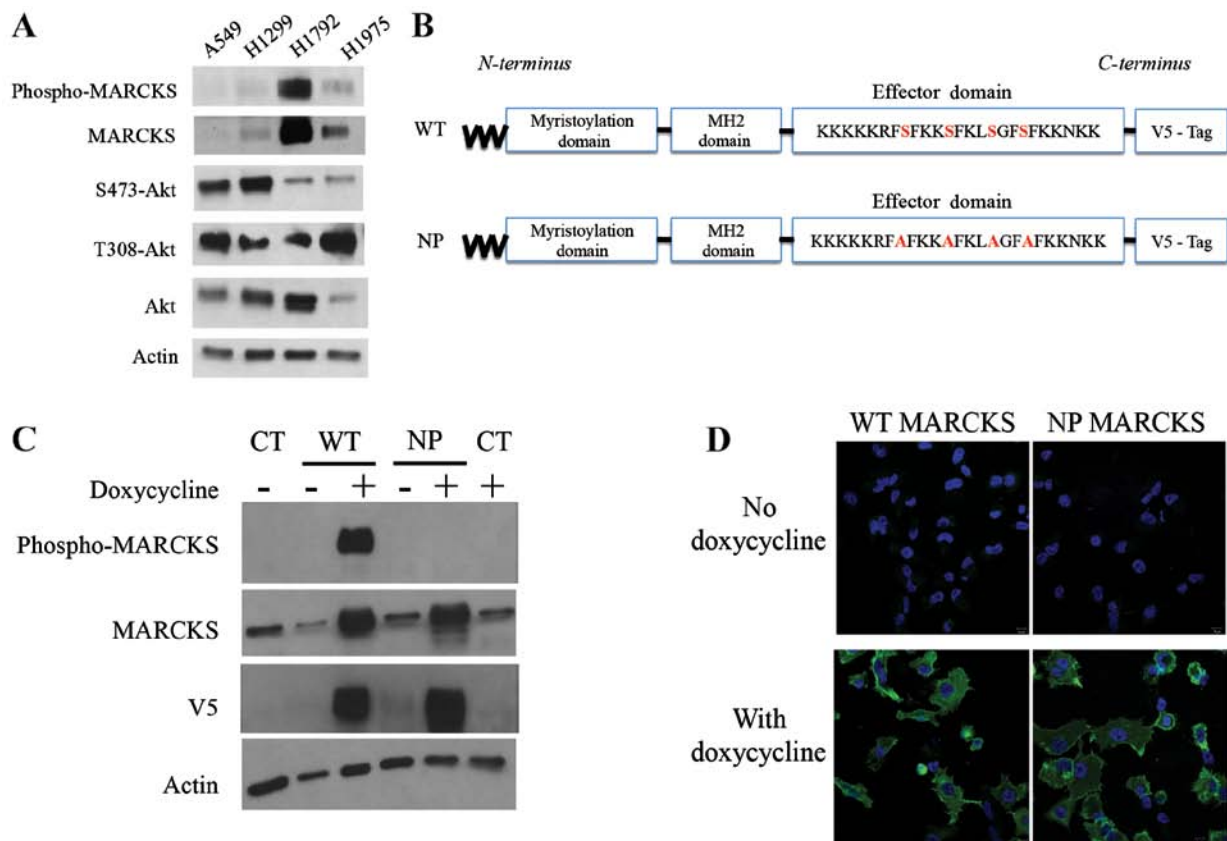 A
A549 H1299 H1792 H1975
Phospho-MARCKS
MARCKS
S473-Akt
T308-Akt
Akt
Actin
B
N-terminus C-terminus
WT
Effector domain
Myristoylation domain
MH2 domain
KKKKKRFSFKKSFKLSGFSFKKNKK
V5 - Tag
NP
Effector domain
Myristoylation domain
MH2 domain
KKKKKRFAFKKAFKLAGFAFKKNKK
V5 - Tag
C
CT WT NP CT
Doxycycline - - + - + +
Phospho-MARCKS
MARCKS
V5
Actin
D
WT MARCKS NP MARCKS
No
doxycycline
With
doxycycline